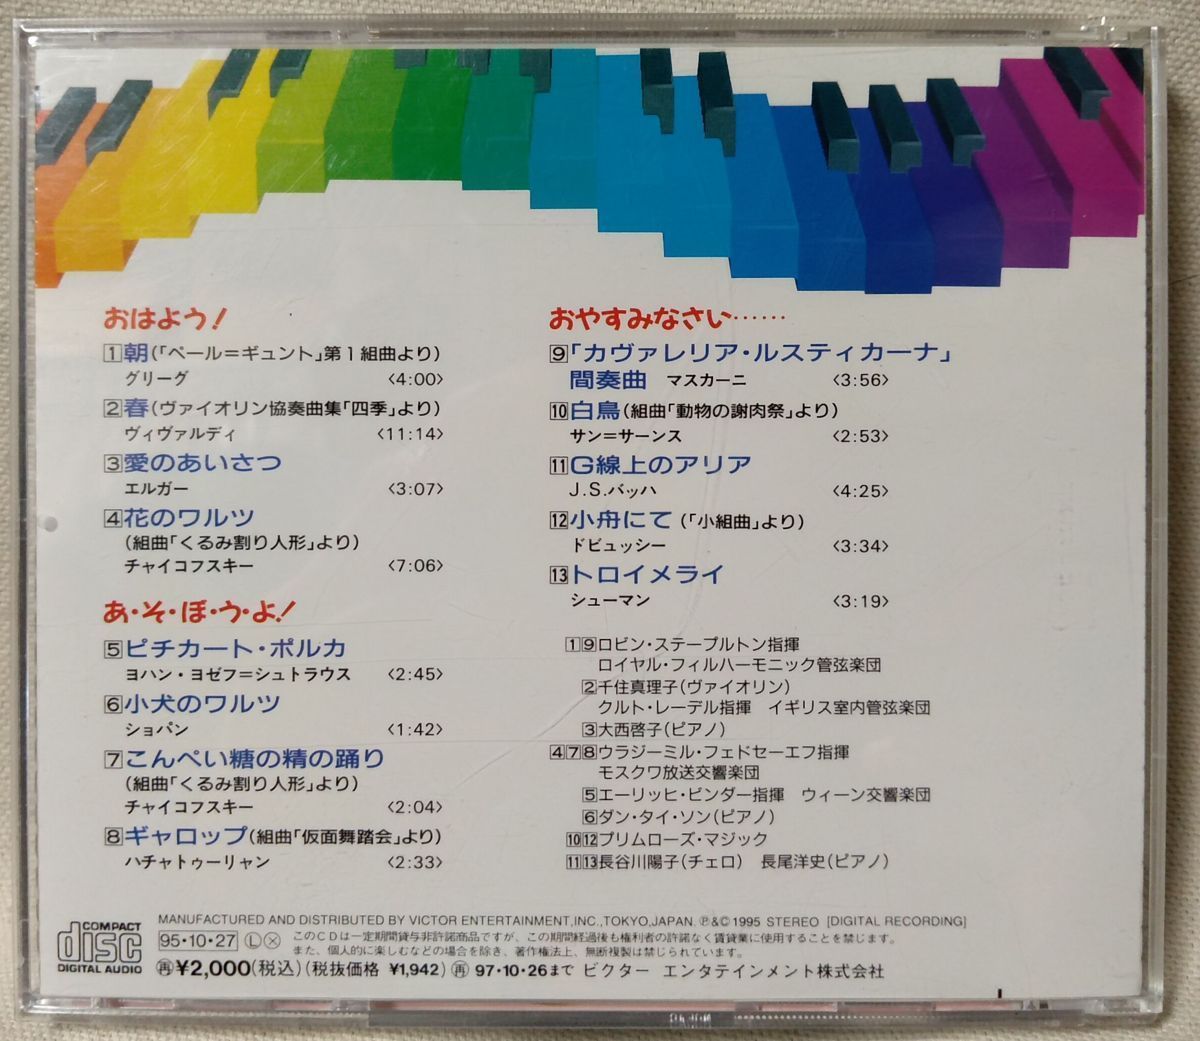 おはよう!
1 朝(「ペール=ギュント」第1組曲より)
グリーグ 〈4:00〉
2 春(ヴァイオリン協奏曲集「四季」より)
ヴィヴァルディ 〈11:14〉
3 愛のあいさつ
エルガー 〈3:07〉
4 花のワルツ
(組曲「くるみ割り人形」より)
チャイコフスキー 〈7:06〉
あ・そ・ぼ・う・よ!
5 ピチカート・ポルカ
ヨハン・ヨゼフ=シュトラウス 〈2:45〉
6 小犬のワルツ
ショパン 〈1:42〉
7 こんぺい糖の精の踊り
(組曲「くるみ割り人形」より)
チャイコフスキー 〈2:04〉
8 ギャロップ(組曲「仮面舞踏会」より)
ハチャトゥーリャン 〈2:33〉
おやすみなさい……
9 「カヴァレリア・ルスティカーナ」
間奏曲 マスカーニ 〈3:56〉
10 白鳥(組曲「動物の謝肉祭」より)
サン=サーンス 〈2:53〉
11 G線上のアリア
J.S.バッハ 〈4:25〉
12 小舟にて(「小組曲」より)
ドビュッシー 〈3:34〉
13 トロイメライ
シューマン 〈3:19〉
1 9 ロビン・ステープルトン指揮
ロイヤル・フィルハーモニック管弦楽団
2 千住真理子(ヴァイオリン)
クルト・レーデル指揮 イギリス室内管弦楽団
3 大西啓子(ピアノ)
4 7 8 ウラジーミル・フェドセーエフ指揮
モスクワ放送交響楽団
5 エーリッヒ・ビンダー指揮 ウィーン交響楽団
6 ダン・タイ・ソン(ピアノ)
10 12 プリムローズ・マジック
11 13 長谷川陽子(チェロ) 長尾洋史(ピアノ)
COMPACT disc DIGITAL AUDIO
MANUFACTURED AND DISTRIBUTED BY VICTOR ENTERTAINMENT,INC.,TOKYO,JAPAN. ℗&© 1995 STEREO [DIGITAL RECORDING]
95・10・27 Ⓛ Ⓧ このCDは一定期間貸与非許諾商品ですが、この期間経過後も権利者の許諾なく賃貸業に使用することを禁じます。
また、個人的に楽しむなどの場合を除き、著作権法上、無断複製は禁じられています。
再 ¥2,000(税込)(税抜価格 ¥1,942) 再 97・10・26まで ビクター エンタテインメント株式会社